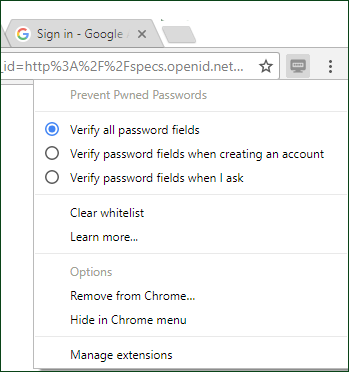 Sign in - Google
_id=http%3A%2F%2Fspecs.openid.net...
Prevent Pwned Passwords
Verify all password fields
Verify password fields when creating an account
Verify password fields when I ask
Clear whitelist
Learn more...
Options
Remove from Chrome...
Hide in Chrome menu
Manage extensions